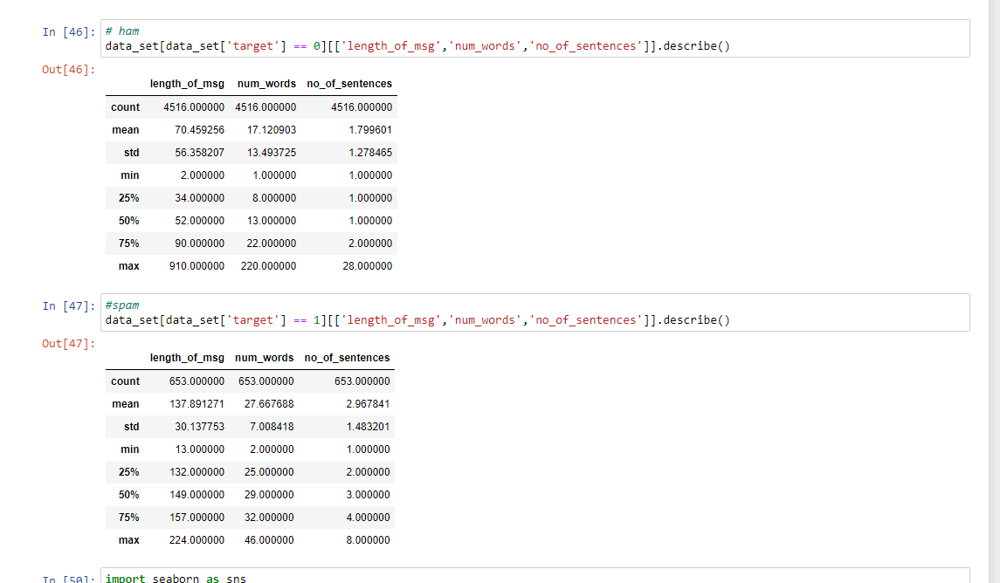 In [46]: # ham
data_set[data_set['target'] == 0][['length_of_msg','num_words','no_of_sentences']].describe()
Out[46]:
length_of_msg num_words no_of_sentences
count 4516.000000 4516.000000 4516.000000
mean 70.459256 17.120903 1.799601
std 56.358207 13.493725 1.278465
min 2.000000 1.000000 1.000000
25% 34.000000 8.000000 1.000000
50% 52.000000 13.000000 1.000000
75% 90.000000 22.000000 2.000000
max 910.000000 220.000000 28.000000
In [47]: #spam
data_set[data_set['target'] == 1][['length_of_msg','num_words','no_of_sentences']].describe()
Out[47]:
length_of_msg num_words no_of_sentences
count 653.000000 653.000000 653.000000
mean 137.891271 27.667688 2.967841
std 30.137753 7.008418 1.483201
min 13.000000 2.000000 1.000000
25% 132.000000 25.000000 2.000000
50% 149.000000 29.000000 3.000000
75% 157.000000 32.000000 4.000000
max 224.000000 46.000000 8.000000
In [50]: import seaborn as sns